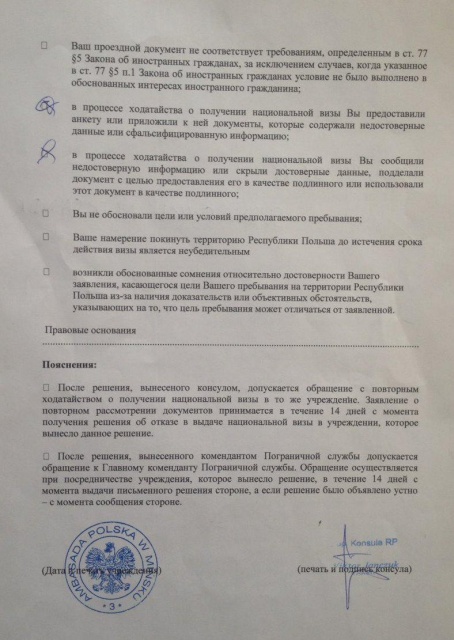 Ваш проездной документ не соответствует требованиям, определенным в ст. 77
§5 Закона об иностранных гражданах, за исключением случаев, когда указанное
в ст. 77 §5 п.1 Закона об иностранных гражданах условие не было выполнено в
обоснованных интересах иностранного гражданина;
в процессе ходатайства о получении национальной визы Вы предоставили
анкету или приложили к ней документы, которые содержали недостоверные
данные или сфальсифицированную информацию;
в процессе ходатайства о получении национальной визы Вы сообщили
недостоверную информацию или скрыли достоверные данные, подделали
документ с целью предоставления его в качестве подлинного или использовали
этот документ в качестве подлинного;
Вы не обосновали цели или условий предполагаемого пребывания;
Ваше намерение покинуть территорию Республики Польша до истечения срока
действия визы является неубедительным
возникли обоснованные сомнения относительно достоверности Вашего
заявления, касающегося цели Вашего пребывания на территории Республики
Польша из-за наличия доказательств или объективных обстоятельств,
указывающих на то, что цель пребывания может отличаться от заявленной.
Правовые основания
Пояснения:
После решения, вынесеного консулом, допускается обращение с повторным
ходатайством о получении национальной визы в то же учреждение. Заявление о
повторном рассмотрении документов принимается в течение 14 дней с момента
получения решения об отказе в выдаче национальной визы в учреждении, которое
вынесло данное решение.
После решения, вынесенного комендантом Пограничной службы допускается
обращение к Главному коменданту Пограничной службы. Обращение осуществляется
при посредничестве учреждения, которое вынесло решение, в течение 14 дней с
момента выдачи письменного решения стороне, а если решение было объявлено устно
– с момента сообщения стороне.
AMBASADA POLSKA W MIŃSKU
3
Konsula RP
(Дата и печать учреждения)
(печать и подпись консула)